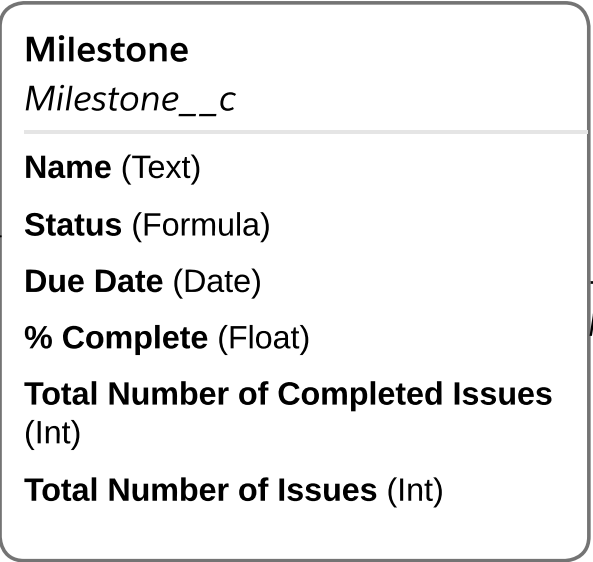 Milestone
Milestone__c
Name (Text)
Status (Formula)
Due Date (Date)
% Complete (Float)
Total Number of Completed Issues
(Int)
Total Number of Issues (Int)